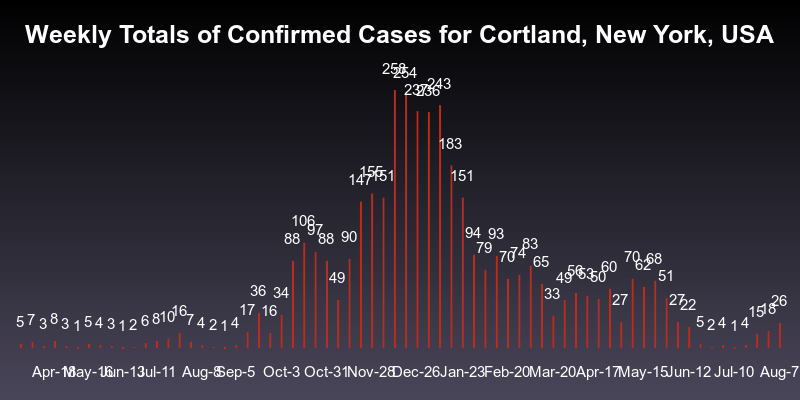 Weekly Totals of Confirmed Cases for Cortland, New York, USA
5 7 3 8 3 1 5 4 3 1 2 6 8 10 16 7 4 2 1 4 17 36 16 34 88 106 97 88 49 90 147 155 151 258 254 237 236 243 183 151 94 79 93 70 74 83 65 33 49 56 53 50 60 27 70 62 68 51 27 22 5 2 4 1 4 15 18 26
Apr-18 May-16 Jun-13 Jul-11 Aug-8 Sep-5 Oct-3 Oct-31 Nov-28 Dec-26 Jan-23 Feb-20 Mar-20 Apr-17 May-15 Jun-12 Jul-10 Aug-7